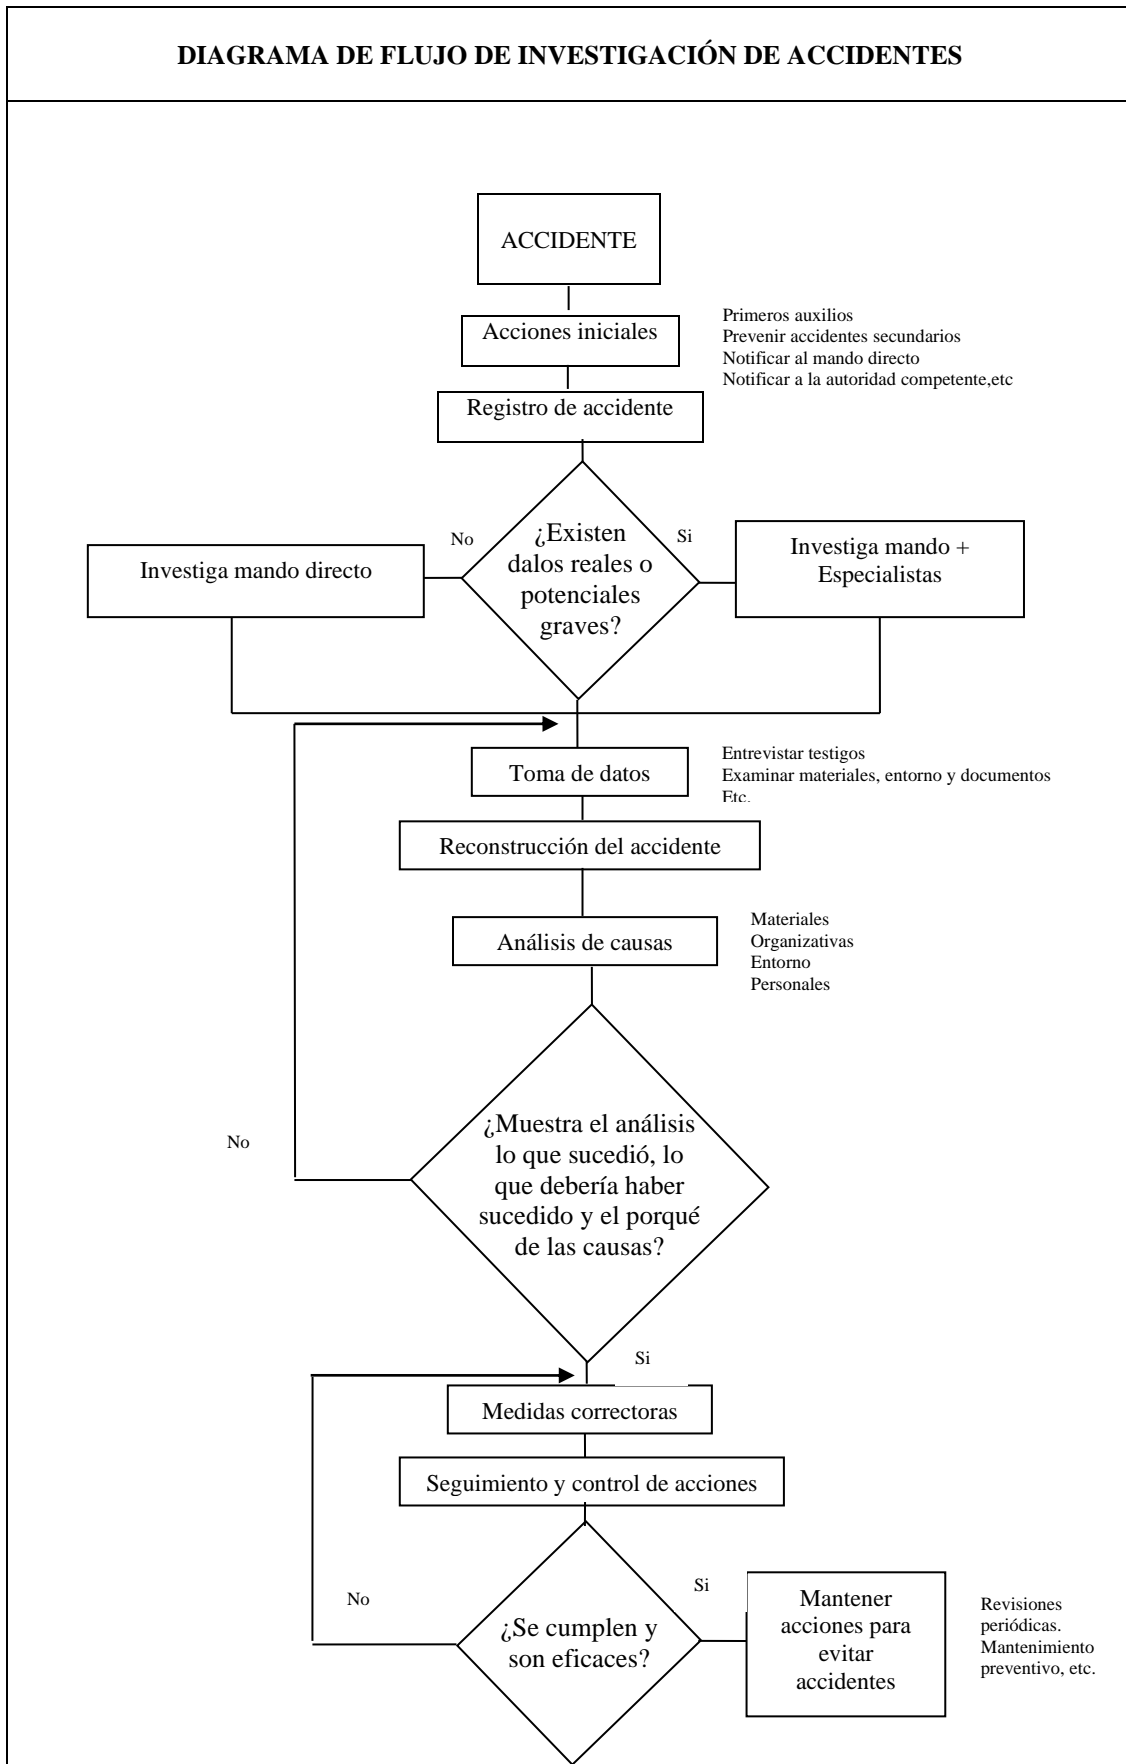 DIAGRAMA DE FLUJO DE INVESTIGACIÓN DE ACCIDENTES
ACCIDENTE
Acciones iniciales
Primeros auxilios
Prevenir accidentes secundarios
Notificar al mando directo
Notificar a la autoridad competente,etc
Registro de accidente
No
¿Existen
dalos reales o
potenciales
graves?
Si
Investiga mando directo
Investiga mando +
Especialistas
Toma de datos
Entrevistar testigos
Examinar materiales, entorno y documentos
Etc.
Reconstrucción del accidente
Análisis de causas
Materiales
Organizativas
Entorno
Personales
¿Muestra el análisis
lo que sucedió, lo
que debería haber
sucedido y el porqué
de las causas?
No
Si
Medidas correctoras
Seguimiento y control de acciones
No
¿Se cumplen y
son eficaces?
Si
Mantener
acciones para
evitar
accidentes
Revisiones
periódicas.
Mantenimiento
preventivo, etc.